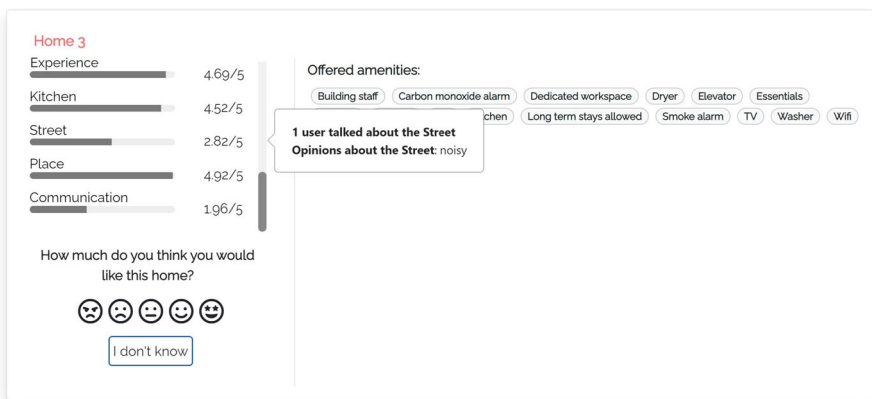 Home 3
Experience
4.69/5
Kitchen
4.52/5
Street
2.82/5
Place
4.92/5
Communication
1.96/5
How much do you think you would
like this home?
I don't know
Offered amenities:
Building staff Carbon monoxide alarm Dedicated workspace Dryer Elevator Essentials
Long term stays allowed Smoke alarm TV Washer Wifi
1 user talked about the Street
Opinions about the Street: noisy